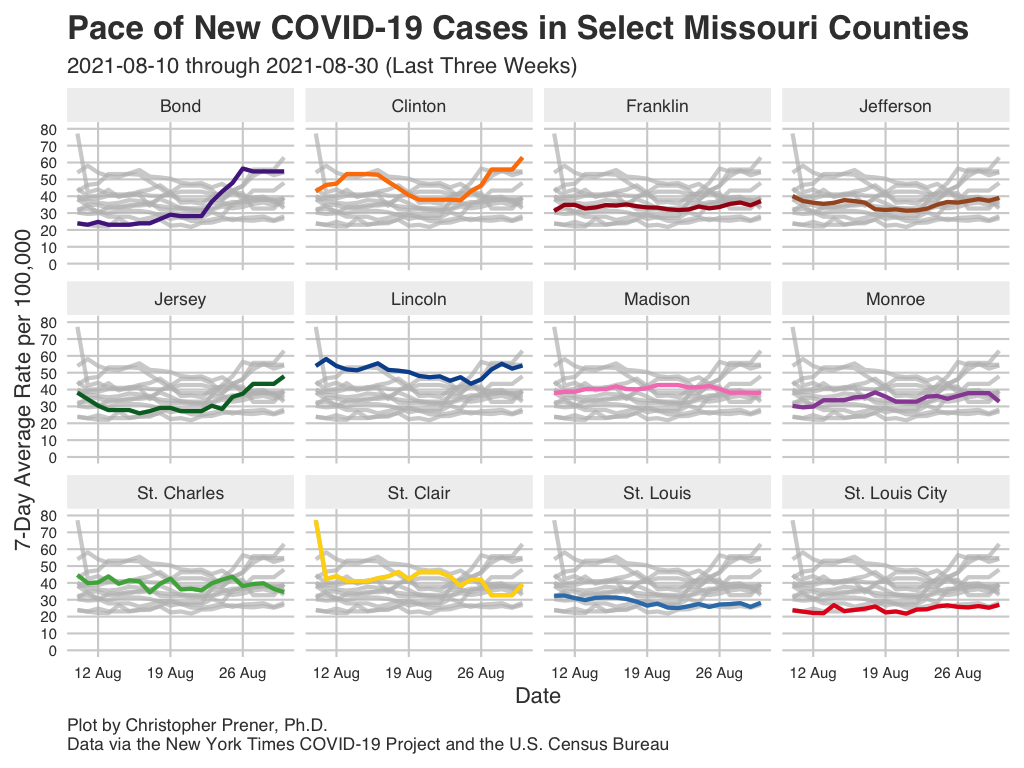 Pace of New COVID-19 Cases in Select Missouri Counties
2021-08-10 through 2021-08-30 (Last Three Weeks)
7-Day Average Rate per 100,000
Bond Clinton Franklin Jefferson
80
70
60
50
40
30
20
10
0
Jersey Lincoln Madison Monroe
80
70
60
50
40
30
20
10
0
St. Charles St. Clair St. Louis St. Louis City
80
70
60
50
40
30
20
10
0
12 Aug 19 Aug 26 Aug 12 Aug 19 Aug 26 Aug 12 Aug 19 Aug 26 Aug 12 Aug 19 Aug 26 Aug
Date
Plot by Christopher Prener, Ph.D.
Data via the New York Times COVID-19 Project and the U.S. Census Bureau